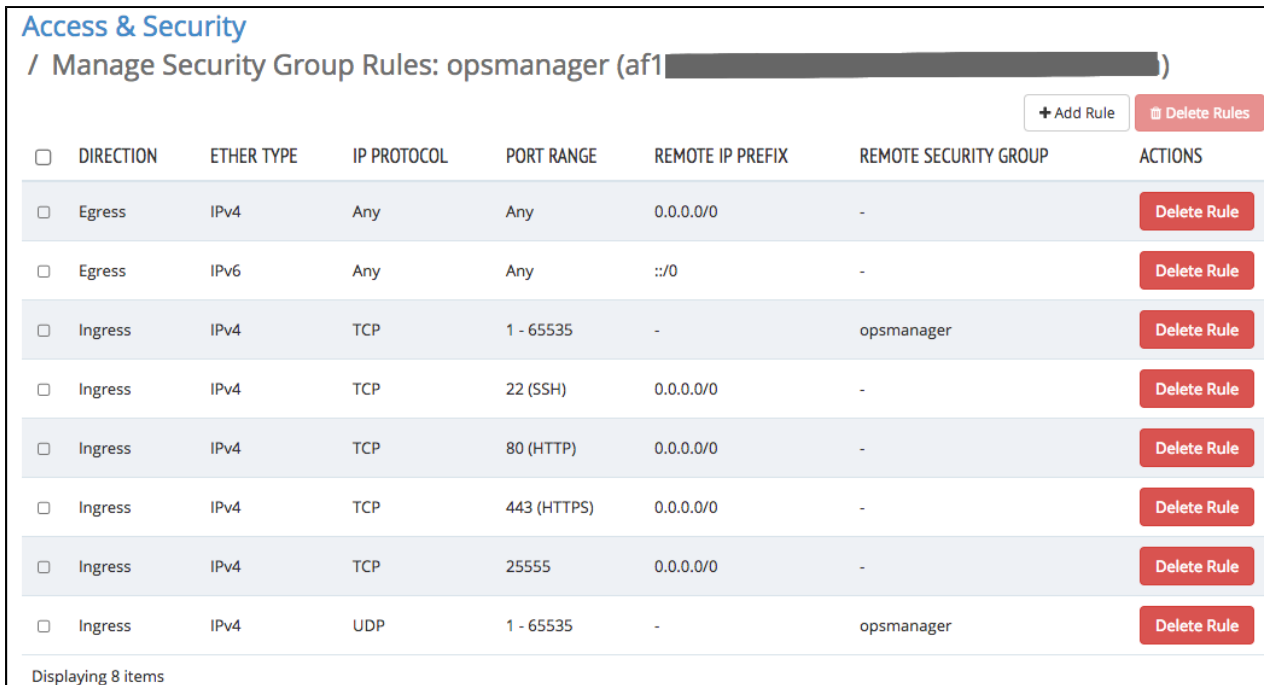 Access & Security
/ Manage Security Group Rules: opsmanager (af1 )
+ Add Rule Delete Rules
DIRECTION ETHER TYPE IP PROTOCOL PORT RANGE REMOTE IP PREFIX REMOTE SECURITY GROUP ACTIONS
Egress IPv4 Any Any 0.0.0.0/0 - Delete Rule
Egress IPv6 Any Any ::/0 - Delete Rule
Ingress IPv4 TCP 1 - 65535 - opsmanager Delete Rule
Ingress IPv4 TCP 22 (SSH) 0.0.0.0/0 - Delete Rule
Ingress IPv4 TCP 80 (HTTP) 0.0.0.0/0 - Delete Rule
Ingress IPv4 TCP 443 (HTTPS) 0.0.0.0/0 - Delete Rule
Ingress IPv4 TCP 25555 0.0.0.0/0 - Delete Rule
Ingress IPv4 UDP 1 - 65535 - opsmanager Delete Rule
Displaying 8 items